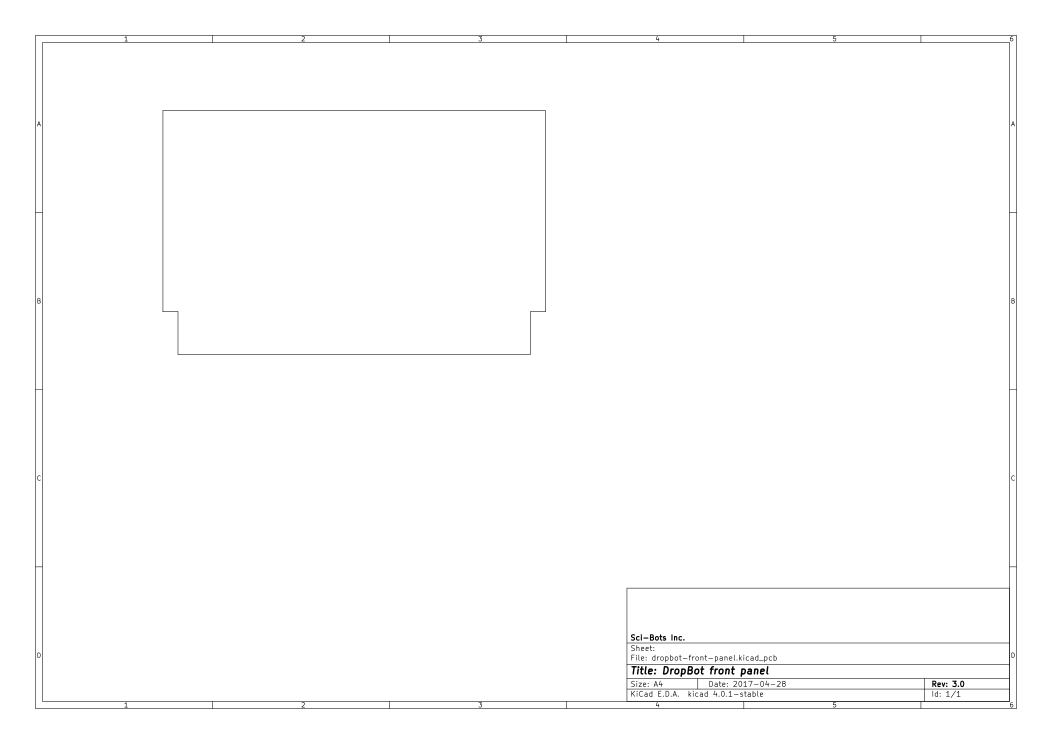 1 2 3 4 5 6
A A
B B
C C
Sci-Bots Inc.
Sheet:
File: dropbot-front-panel.kicad_pcb
D D
Title: DropBot front panel
Size: A4 Date: 2017-04-28 Rev: 3.0
KiCad E.D.A. kicad 4.0.1-stable Id: 1/1
1 2 3 4 5 6